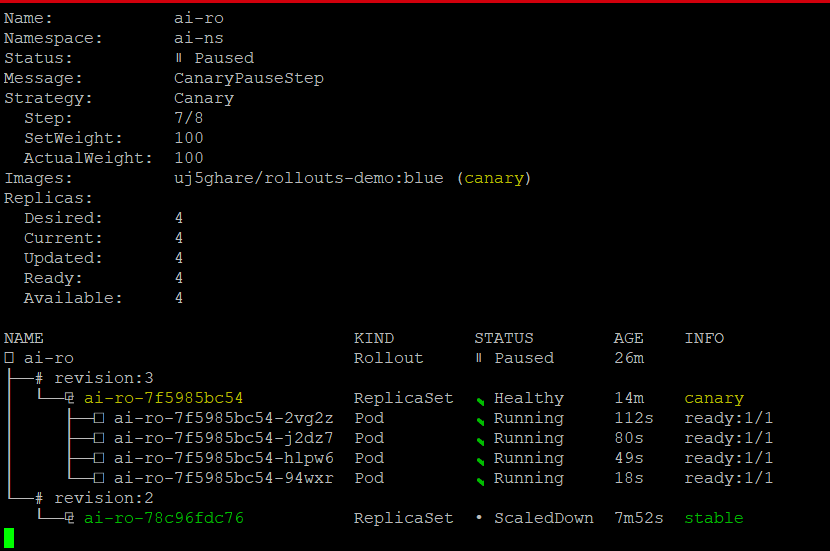 Name: ai-ro
Namespace: ai-ns
Status: ॥ Paused
Message: CanaryPauseStep
Strategy: Canary
Step: 7/8
SetWeight: 100
ActualWeight: 100
Images: uj5ghare/rollouts-demo:blue (canary)
Replicas:
Desired: 4
Current: 4
Updated: 4
Ready: 4
Available: 4
NAME KIND STATUS AGE INFO
ai-ro Rollout ॥ Paused 26m
# revision:3
ai-ro-7f5985bc54 ReplicaSet ✔ Healthy 14m canary
ai-ro-7f5985bc54-2vg2z Pod ✔ Running 112s ready:1/1
ai-ro-7f5985bc54-j2dz7 Pod ✔ Running 80s ready:1/1
ai-ro-7f5985bc54-hlpw6 Pod ✔ Running 49s ready:1/1
ai-ro-7f5985bc54-94wxr Pod ✔ Running 18s ready:1/1
# revision:2
ai-ro-78c96fdc76 ReplicaSet • ScaledDown 7m52s stable